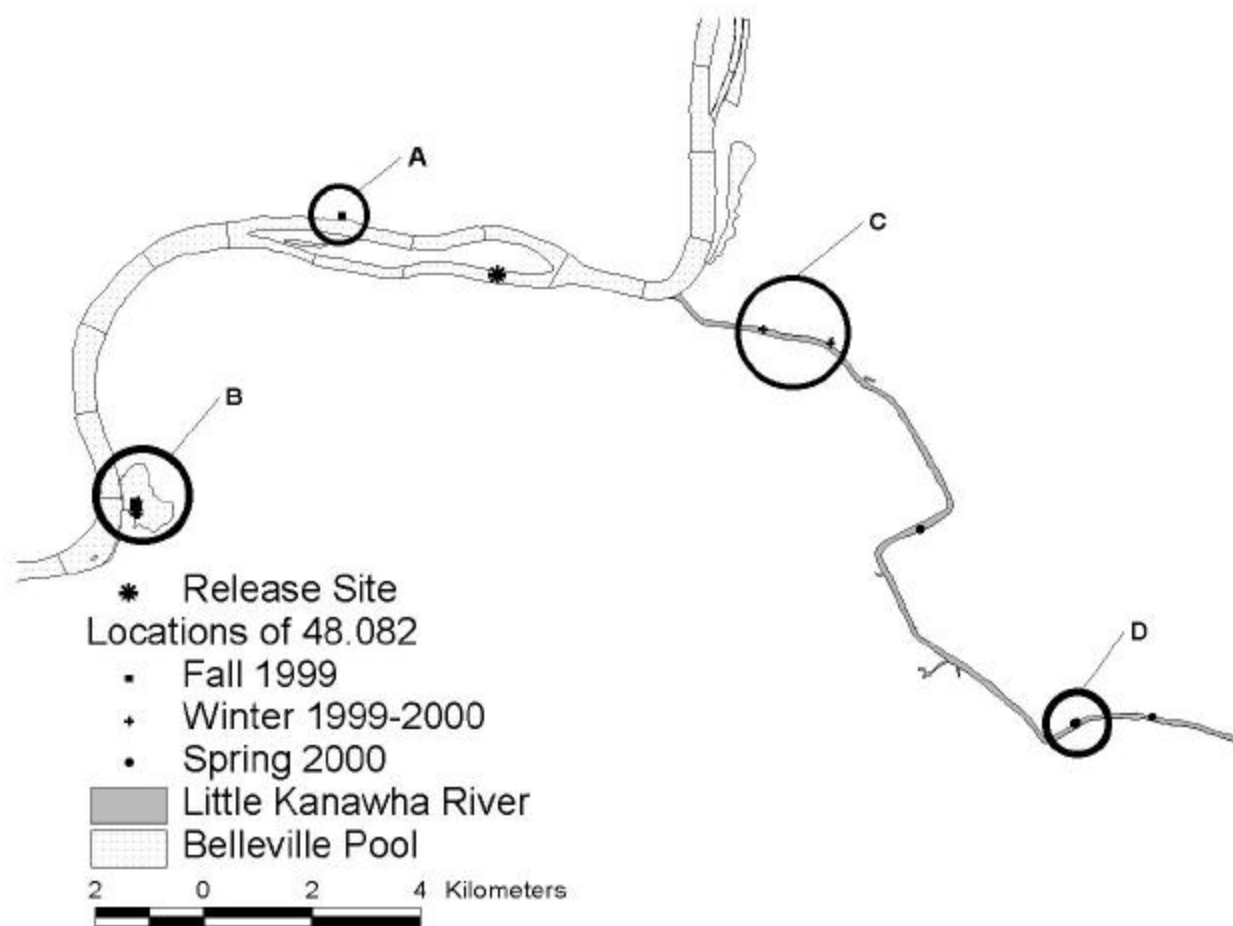 A
C
B
D
Release Site
Locations of 48.082
Fall 1999
Winter 1999-2000
Spring 2000
Little Kanawha River
Belleville Pool
2 0 2 4 Kilometers